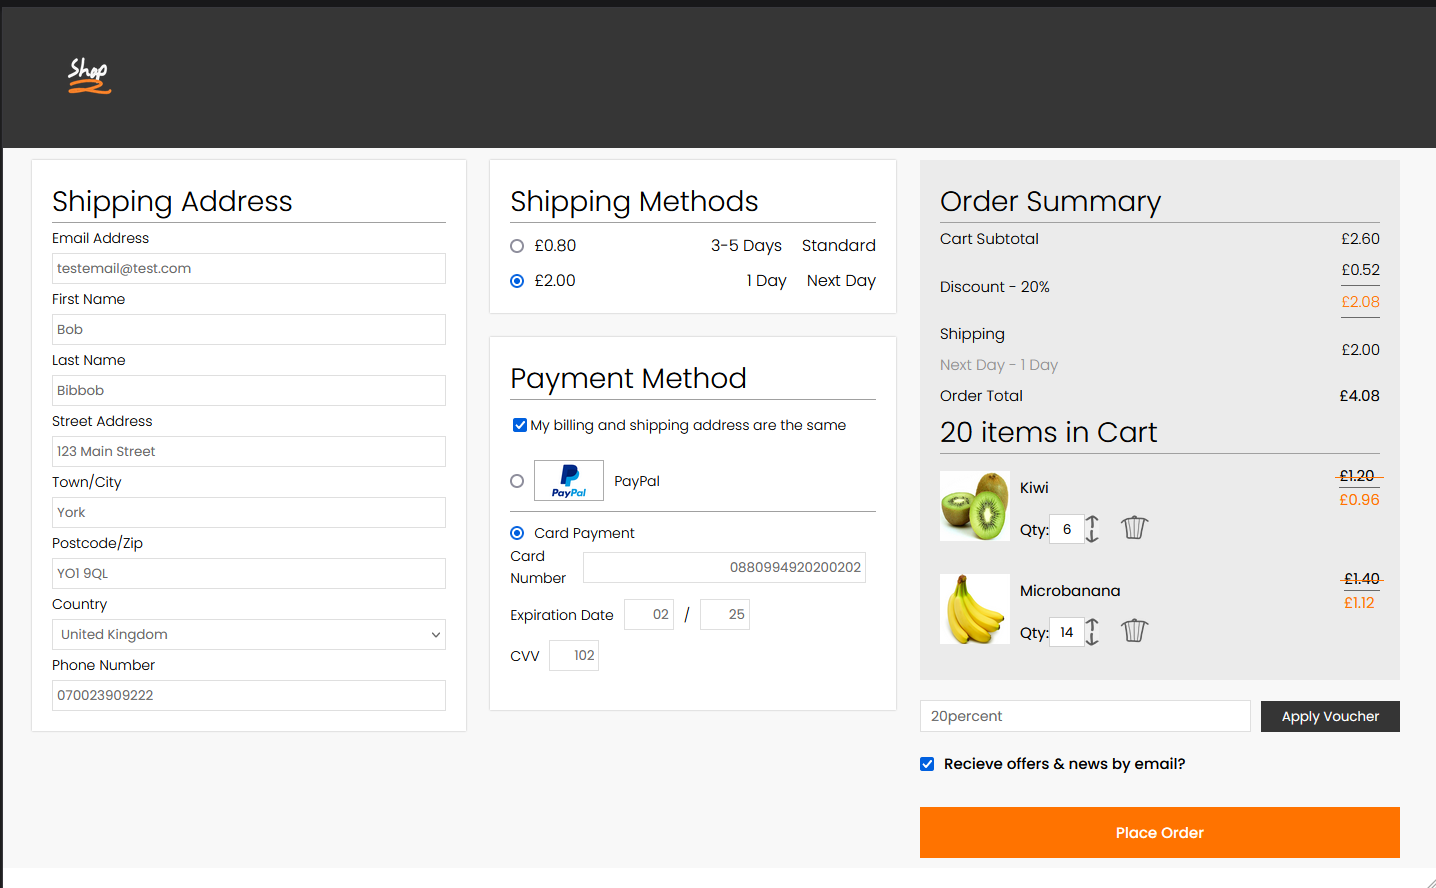 Shop
Shipping Address
Email Address
testemail@test.com
First Name
Bob
Last Name
Bibbob
Street Address
123 Main Street
Town/City
York
Postcode/Zip
YO1 9QL
Country
United Kingdom
Phone Number
070023909222
Shipping Methods
£0.80 3-5 Days Standard
£2.00 1 Day Next Day
Payment Method
My billing and shipping address are the same
PayPal PayPal
Card Payment
Card
Number 0880994920200202
Expiration Date 02 / 25
CVV 102
Order Summary
Cart Subtotal £2.60
£0.52
Discount - 20%
£2.08
Shipping
£2.00
Next Day - 1 Day
Order Total £4.08
20 items in Cart
£1.20
Kiwi
£0.96
Qty: 6
£1.40
Microbanana
£1.12
Qty: 14
20percent Apply Voucher
Recieve offers & news by email?
Place Order